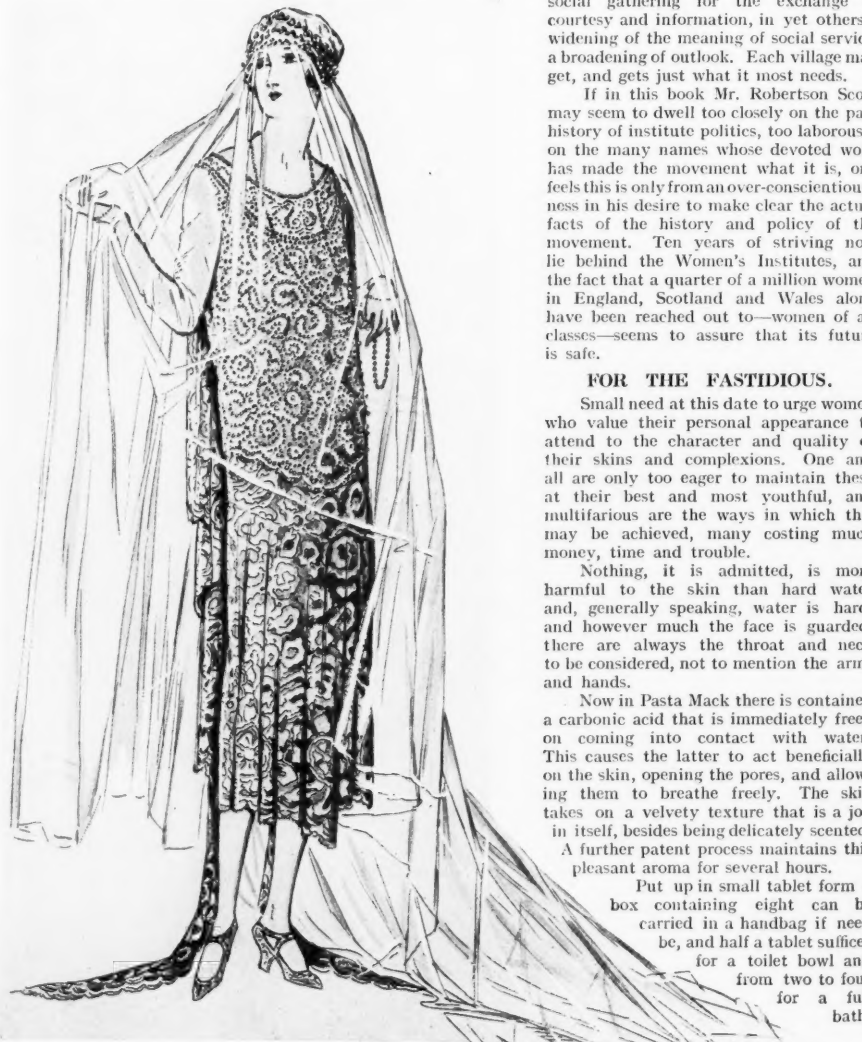 social gathering for the exchange
courtesy and information, in yet others
widening of the meaning of social servic
a broadening of outlook. Each village ma
get, and gets just what it most needs.
If in this book Mr. Robertson Sco
may seem to dwell too closely on the pa
history of institute politics, too laborous
on the many names whose devoted wo
has made the movement what it is, on
feels this is only from an over-conscientiou
ness in his desire to make clear the actu
facts of the history and policy of th
movement. Ten years of striving no
lie behind the Women's Institutes, an
the fact that a quarter of a million wome
in England, Scotland and Wales alon
have been reached out to—women of a
classes—seems to assure that its futur
is safe.
FOR THE FASTIDIOUS.
Small need at this date to urge wome
who value their personal appearance t
attend to the character and quality o
their skins and complexions. One an
all are only too eager to maintain thes
at their best and most youthful, an
multifarious are the ways in which thi
may be achieved, many costing muc
money, time and trouble.
Nothing, it is admitted, is mor
harmful to the skin than hard wate
and, generally speaking, water is hard
and however much the face is guarded
there are always the throat and nec
to be considered, not to mention the arm
and hands.
Now in Pasta Mack there is containe
a carbonic acid that is immediately free
on coming into contact with water
This causes the latter to act beneficiall
on the skin, opening the pores, and allow
ing them to breathe freely. The ski
takes on a velvety texture that is a jo
in itself, besides being delicately scented
A further patent process maintains thi
pleasant aroma for several hours.
Put up in small tablet form
box containing eight can b
carried in a handbag if nee
be, and half a tablet suffice
for a toilet bowl an
from two to fou
for a fu
bath